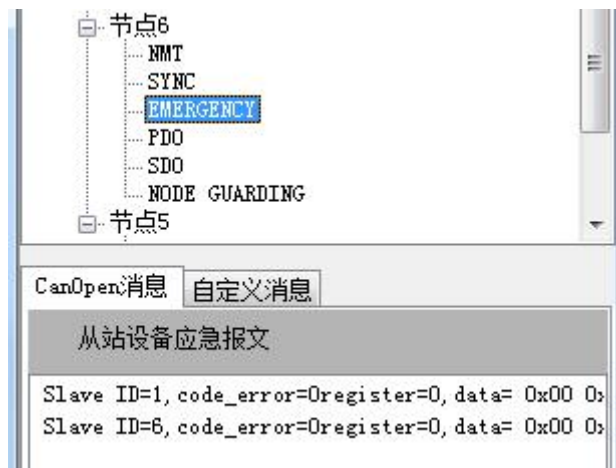 节点6
NMT
SYNC
EMERGENCY
PDO
SDO
NODE GUARDING
节点5
CanOpen消息 自定义消息
从站设备应急报文
Slave ID=1,code_error=0register=0,data= 0x00 0
Slave ID=6,code_error=0register=0,data= 0x00 0